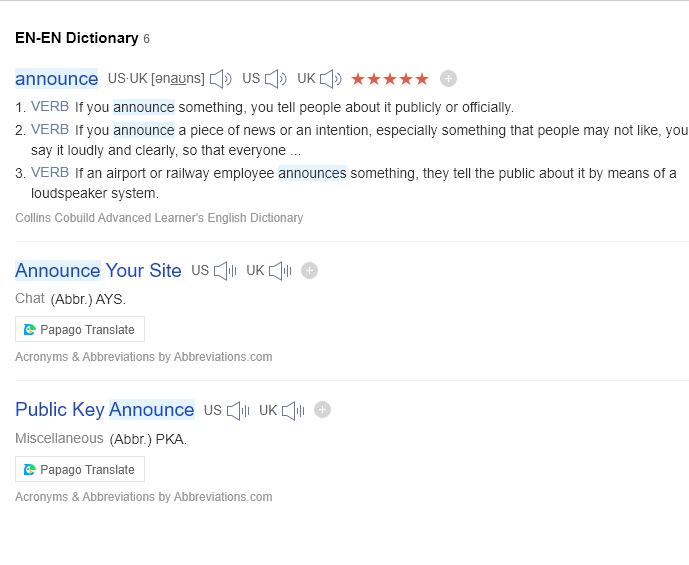 EN-EN Dictionary 6
announce US·UK [ənaʊns] US UK ★★★★★
1. VERB If you announce something, you tell people about it publicly or officially.
2. VERB If you announce a piece of news or an intention, especially something that people may not like, you
say it loudly and clearly, so that everyone ...
3. VERB If an airport or railway employee announces something, they tell the public about it by means of a
loudspeaker system.
Collins Cobuild Advanced Learner's English Dictionary
Announce Your Site US UK
Chat (Abbr.) AYS.
Papago Translate
Acronyms & Abbreviations by Abbreviations.com
Public Key Announce US UK
Miscellaneous (Abbr.) PKA.
Papago Translate
Acronyms & Abbreviations by Abbreviations.com